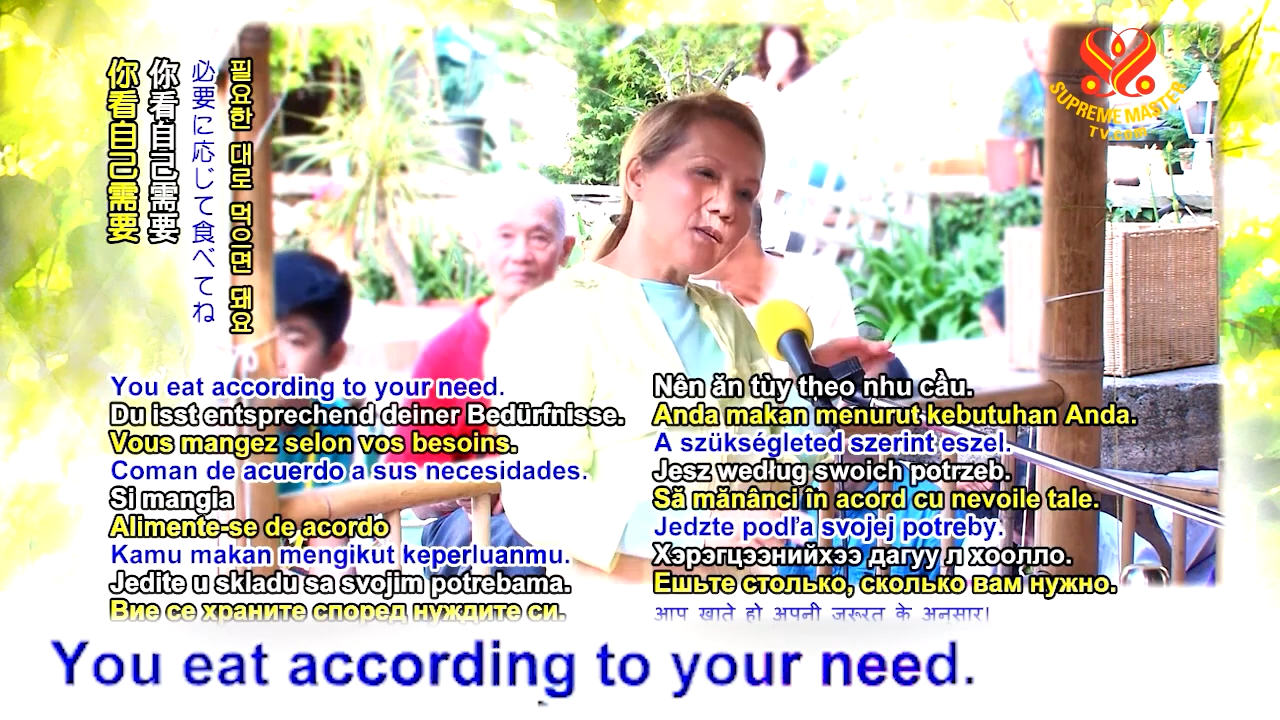 你看自己需要
你看自己需要
必要に応じて食べてね
필요한 대로 먹으면 돼요
SUPREME MASTER
TV.com
You eat according to your need.
Du isst entsprechend deiner Bedürfnisse.
Vous mangez selon vos besoins.
Coman de acuerdo a sus necesidades.
Si mangia
Alimente-se de acordo
Kamu makan mengikut keperluanmu.
Jedite u skladu sa svojim potrebama.
Вие се храните според нуждите си.
Nên ăn tùy theo nhu cầu.
Anda makan menurut kebutuhan Anda.
A szükségleted szerint eszel.
Jesz według swoich potrzeb.
Să mănânci în acord cu nevoile tale.
Jedzte podľa svojej potreby.
Хэрэгцээнийхээ дагуу л хоолло.
Ешьте столько, сколько вам нужно.
आप खाते हो अपनी जरूरत के अनुसार।
You eat according to your need.